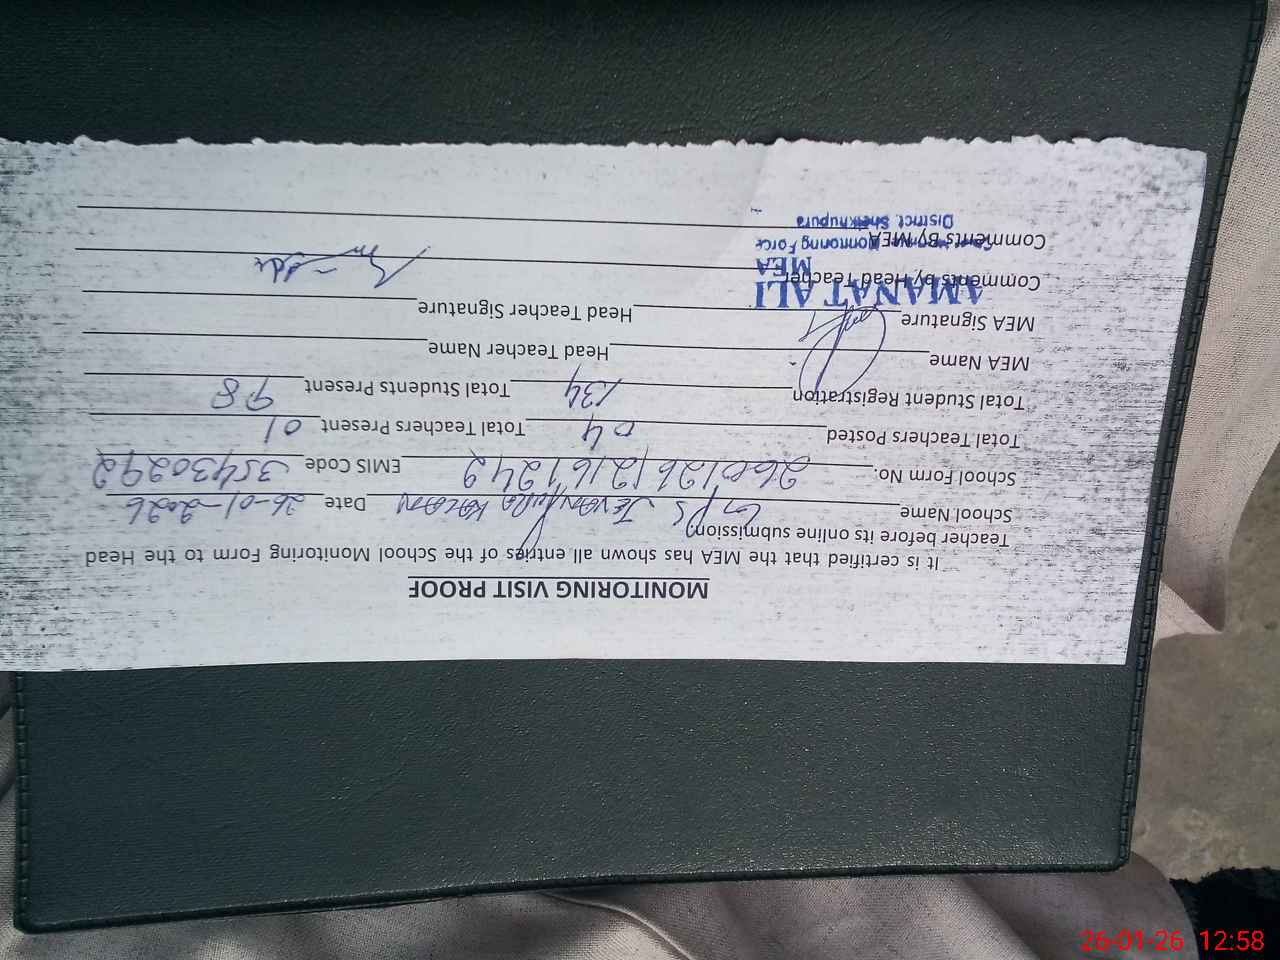 MONITORING VISIT PROOF
It is certified that the MEA has shown all entries of the School Monitoring Form to the Head
Teacher before its online submission.
School Name GPS JEVAN PURA KALAN Date 26-01-2026
School Form No. EMIS Code 35430292
Total Teachers Posted 04 Total Teachers Present 01
Total Student Registration 134 Total Students Present 98
MEA Name Head Teacher Name
MEA Signature Head Teacher Signature
AMANAT ALI
Comments by Head Teacher
MEA
Monitoring Force
Comments By MEA
District Sheikhupura
26-01-26 12:58